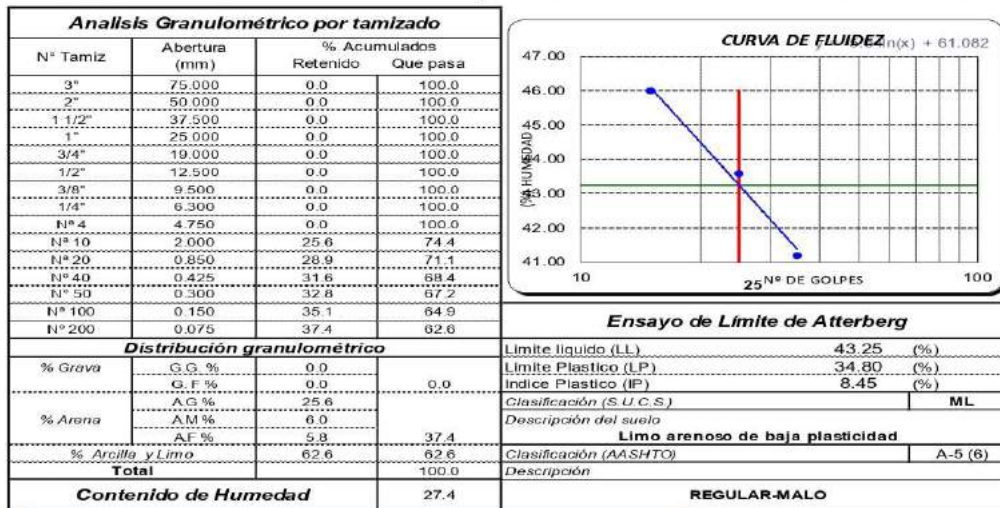 Analisis Granulométrico por tamizado
N° Tamiz Abertura (mm) % Acumulados
Retenido Que pasa
3" 75.000 0.0 100.0
2" 50.000 0.0 100.0
1 1/2" 37.500 0.0 100.0
1" 25.000 0.0 100.0
3/4" 19.000 0.0 100.0
1/2" 12.500 0.0 100.0
3/8" 9.500 0.0 100.0
1/4" 6.300 0.0 100.0
Nª 4 4.750 0.0 100.0
Nª 10 2.000 25.6 74.4
Nª 20 0.850 28.9 71.1
Nº 40 0.425 31.6 68.4
N° 50 0.300 32.8 67.2
Nª 100 0.150 35.1 64.9
Nº 200 0.075 37.4 62.6
Distribución granulométrico
% Grava G.G. % 0.0
G. F % 0.0 0.0
% Arena A.G % 25.6
A.M % 6.0
A.F % 5.8 37.4
% Arcilla y Limo 62.6 62.6
Total 100.0
Contenido de Humedad 27.4
CURVA DE FLUIDEZ
ln(x) + 61.082
47.00
46.00
45.00
44.00
43.00
42.00
41.00
(%) HUMEDAD
10 100
25 Nº DE GOLPES
Ensayo de Límite de Atterberg
Limite liquido (LL) 43.25 (%)
Límite Plastico (LP) 34.80 (%)
Indice Plastico (IP) 8.45 (%)
Clasificación (S.U.C.S.) ML
Descripción del suelo
Limo arenoso de baja plasticidad
Clasificación (AASHTO) A-5 (6)
Descripción
REGULAR-MALO